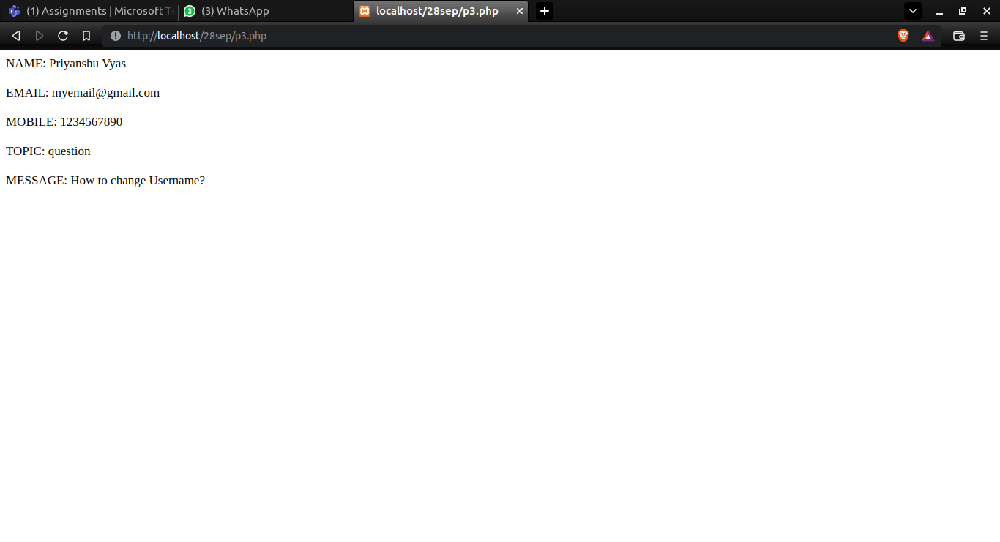 (1) Assignments | Microsoft Te
3 (3) WhatsApp
localhost/28sep/p3.php
http://localhost/28sep/p3.php
NAME: Priyanshu Vyas
EMAIL: myemail@gmail.com
MOBILE: 1234567890
TOPIC: question
MESSAGE: How to change Username?